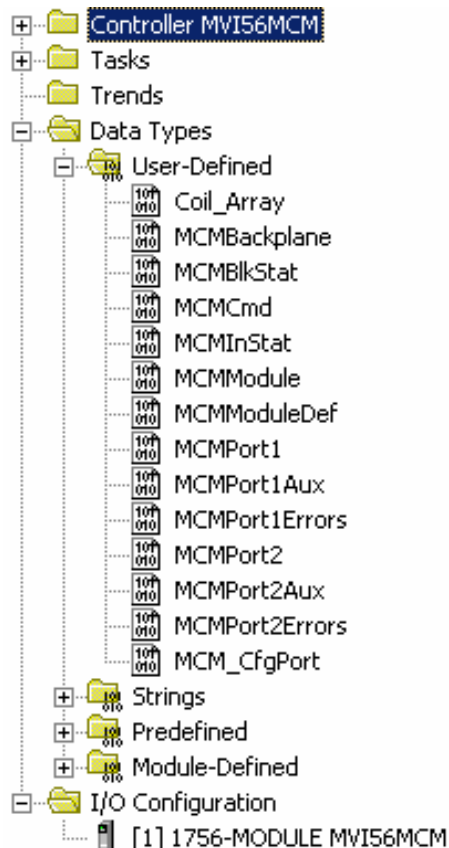 Controller MVI56MCM
Tasks
Trends
Data Types
User-Defined
Coil_Array
MCMBackplane
MCMBlkStat
MCMCmd
MCMInStat
MCMModule
MCMModuleDef
MCMPort1
MCMPort1Aux
MCMPort1Errors
MCMPort2
MCMPort2Aux
MCMPort2Errors
MCM_CfgPort
Strings
Predefined
Module-Defined
I/O Configuration
[1] 1756-MODULE MVI56MCM